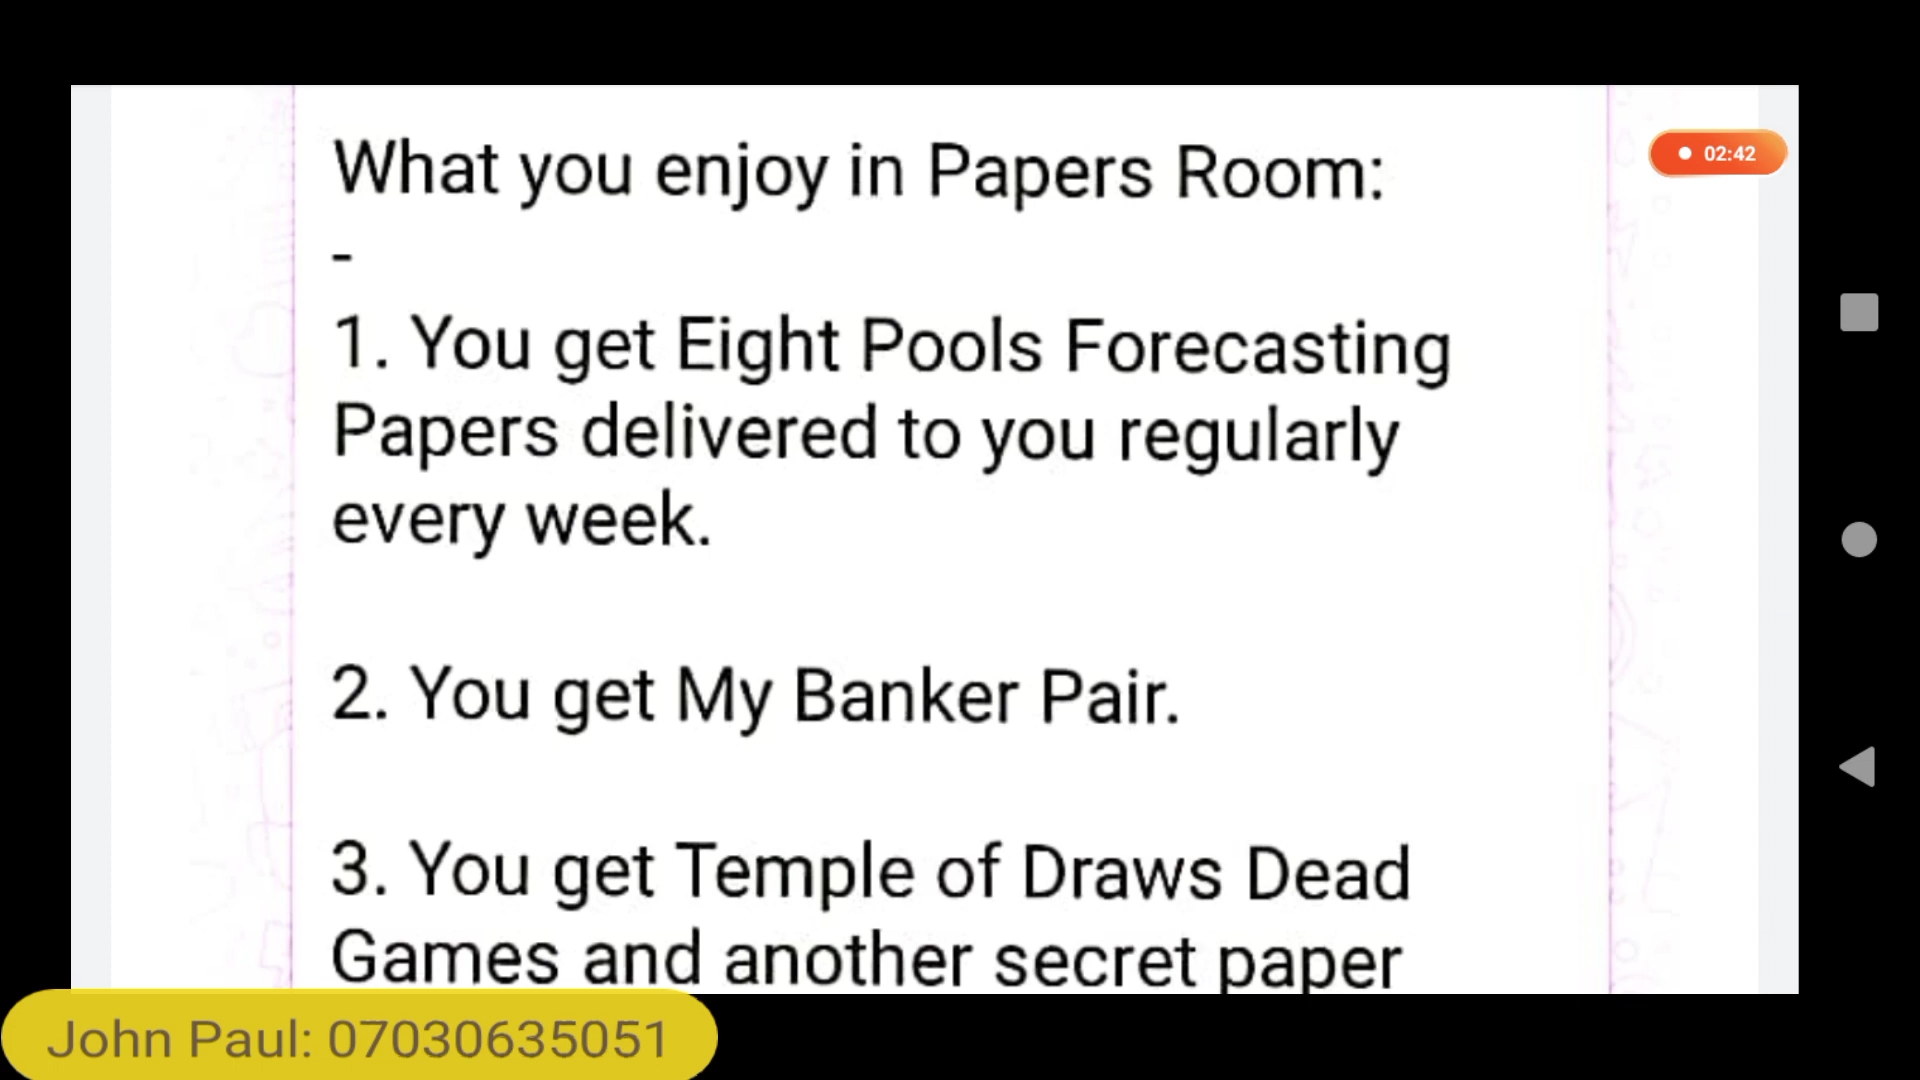 What you enjoy in Papers Room:
-
02:42
1. You get Eight Pools Forecasting
Papers delivered to you regularly
every week.
2. You get My Banker Pair.
3. You get Temple of Draws Dead
Games and another secret paper
John Paul: 07030635051